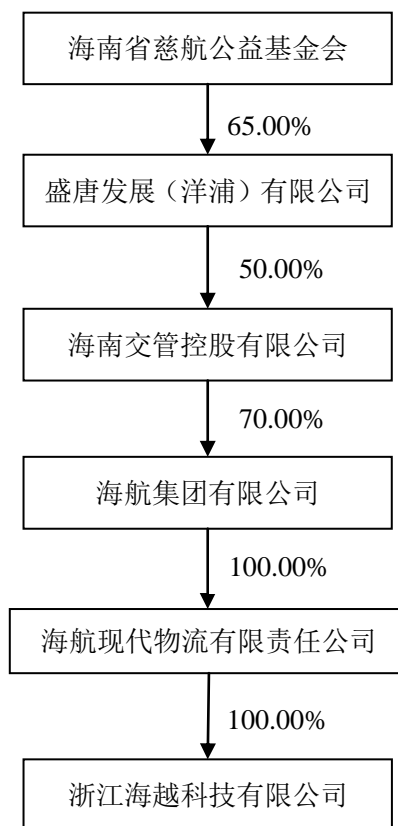 海南省慈航公益基金会
65.00%
盛唐发展（洋浦）有限公司
50.00%
海南交管控股有限公司
70.00%
海航集团有限公司
100.00%
海航现代物流有限责任公司
100.00%
浙江海越科技有限公司